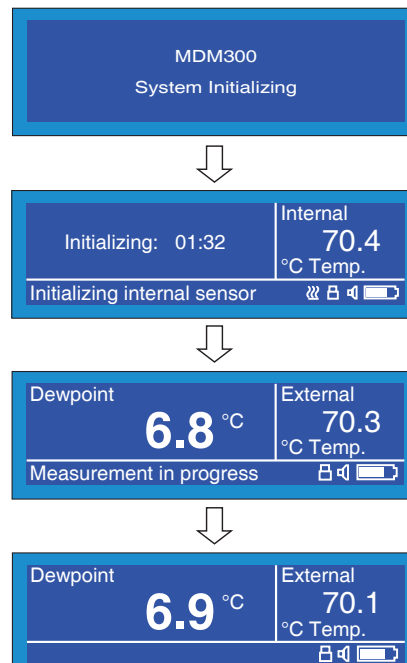 MDM300
System Initializing
Initializing: 01:32
Internal
70.4
°C Temp.
Initializing internal sensor
Dewpoint
6.8 °C
External
70.3
°C Temp.
Measurement in progress
Dewpoint
6.9 °C
External
70.1
°C Temp.